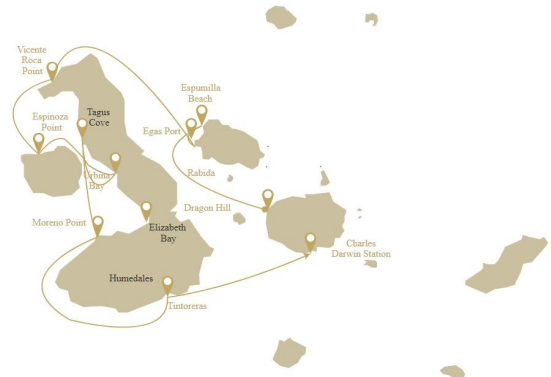 Vicente
Roca
Point
Espumilla
Beach
Espinoza
Point
Tagus
Cove
Egas Port
Urbina
Bay
Rabida
Dragon Hill
Moreno Point
Elizabeth
Bay
Charles
Darwin Station
Humedales
Tintoreras